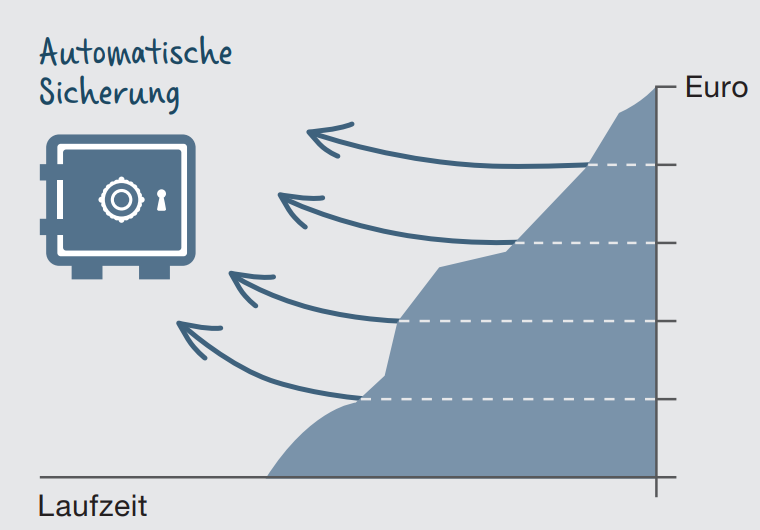 Automatische
Sicherung
Euro
Laufzeit